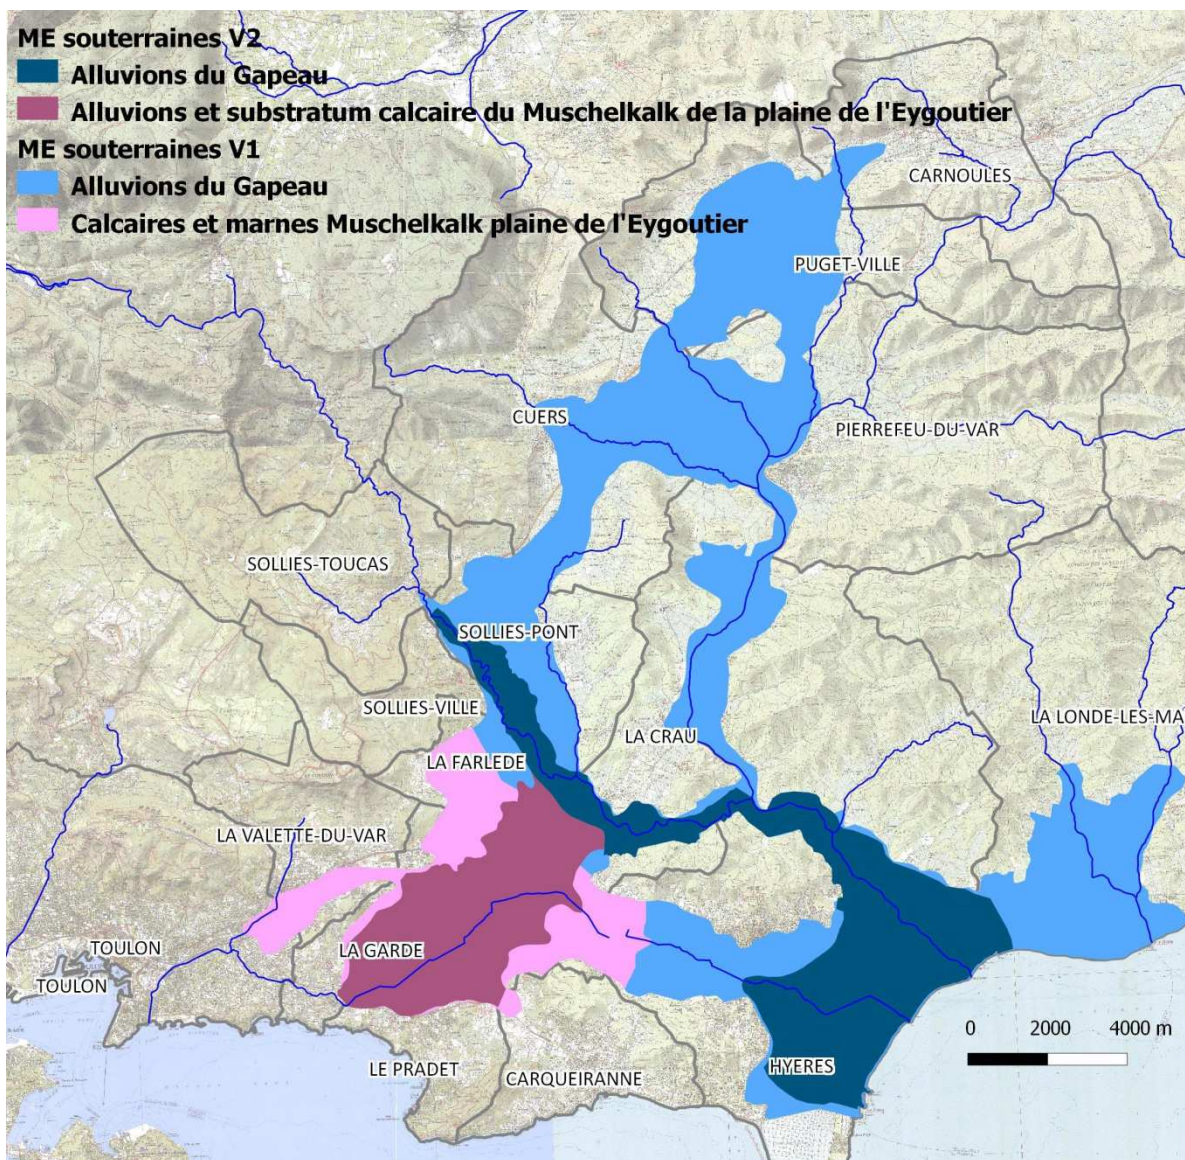 ME souterraines V2
Alluvions du Gapeau
Alluvions et substratum calcaire du Muschelkalk de la plaine de l'Eygoutier
ME souterraines V1
Alluvions du Gapeau
Calcaires et marnes Muschelkalk plaine de l'Eygoutier
CARNOULES
PUGET-VILLE
CUERS
PIERREFEU-DU-VAR
SOLLIES-TOUCAS
SOLLIES-PONT
SOLLIES-VILLE
LA CRAU
LA LONDE-LES-MA
LA FARLEDE
LA VALETTE-DU-VAR
LA GARDE
TOULON
TOULON
0 2000 4000 m
LE PRADET
CARQUEIRANNE
HYERES